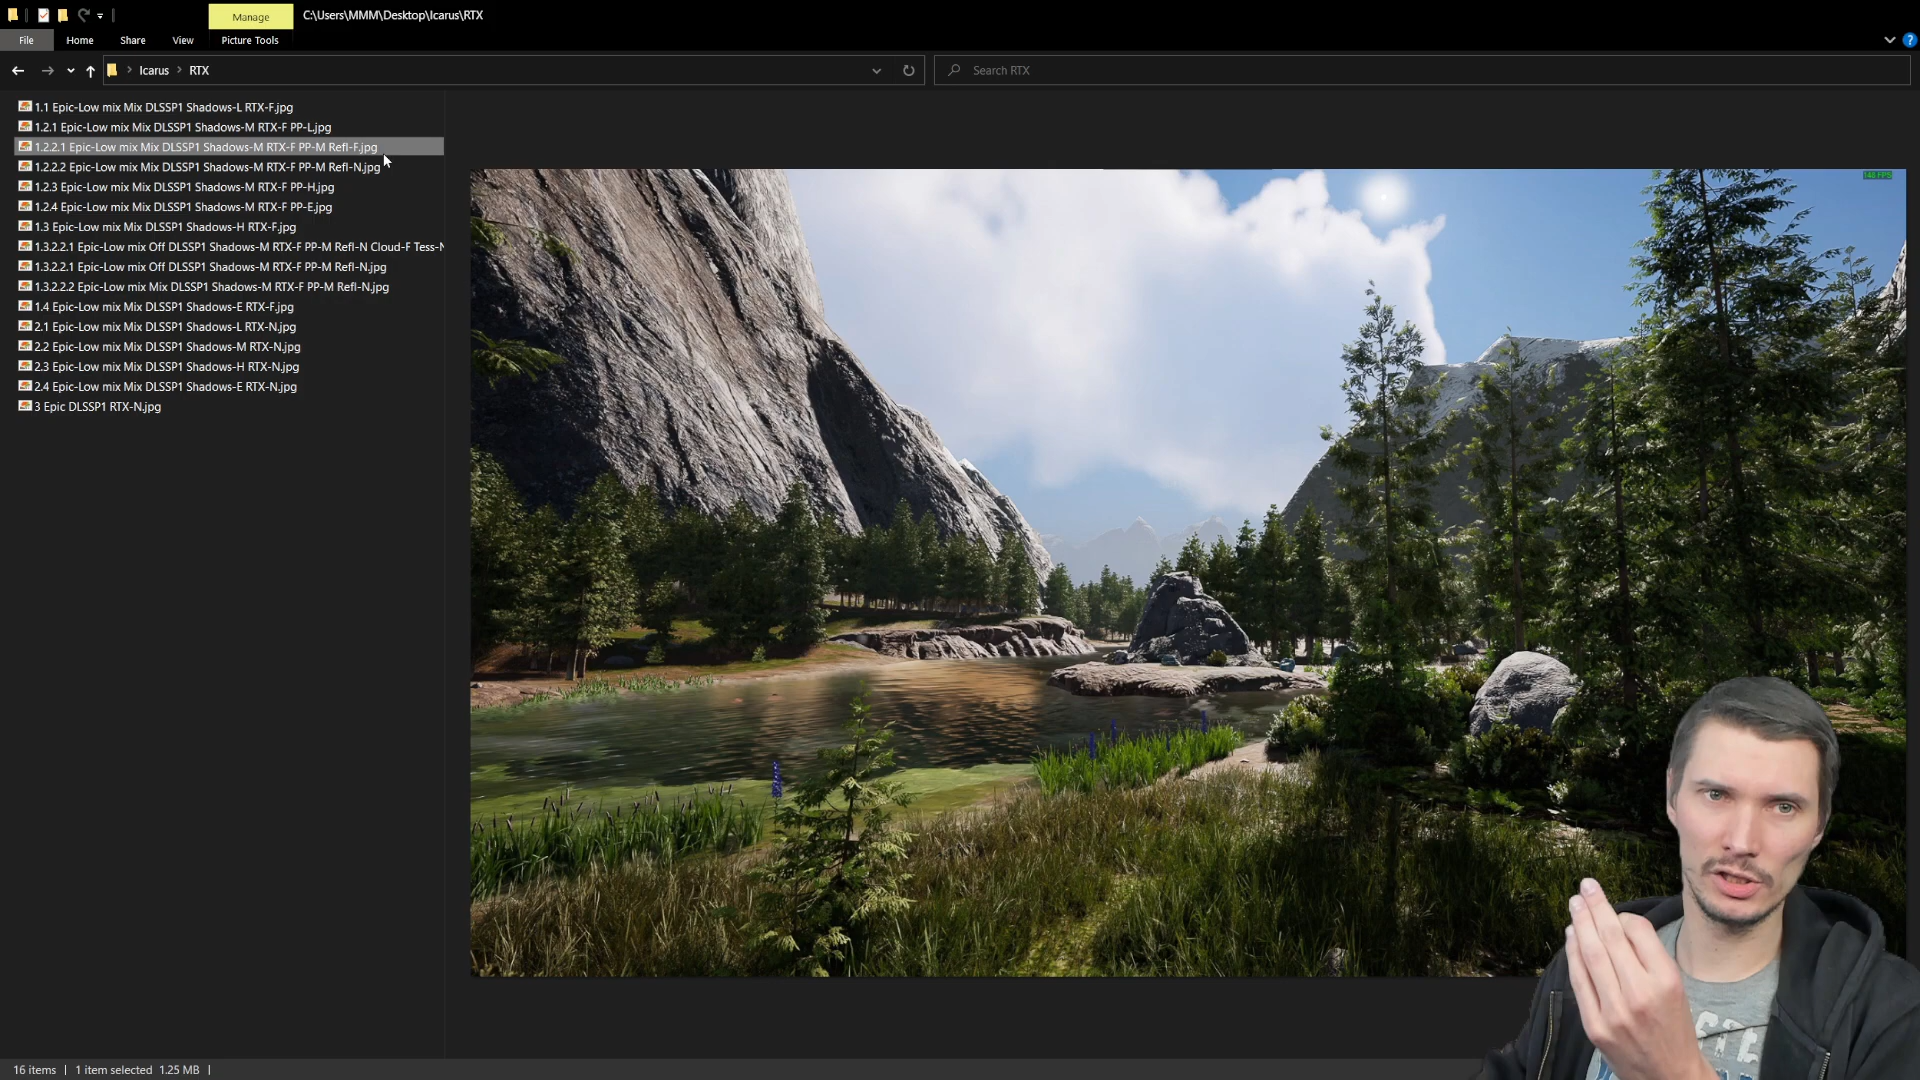 Manage
C:\Users\MMM\Desktop\Icarus\RTX
File
Home
Share
View
Picture Tools
?
Icarus
RTX
Search RTX
1.1 Epic-Low mix Mix DLSSP1 Shadows-L RTX-F.jpg
1.2.1 Epic-Low mix Mix DLSSP1 Shadows-M RTX-F PP-L.jpg
1.2.2.1 Epic-Low mix Mix DLSSP1 Shadows-M RTX-F PP-M Refl-F.jpg
1.2.2.2 Epic-Low mix Mix DLSSP1 Shadows-M RTX-F PP-M Refl-N.jpg
1.2.3 Epic-Low mix Mix DLSSP1 Shadows-M RTX-F PP-H.jpg
1.2.4 Epic-Low mix Mix DLSSP1 Shadows-M RTX-F PP-E.jpg
1.3 Epic-Low mix Mix DLSSP1 Shadows-H RTX-F.jpg
1.3.2.2.1 Epic-Low mix Off DLSSP1 Shadows-M RTX-F PP-M Refl-N Cloud-F Tess-N
1.3.2.2.1 Epic-Low mix Off DLSSP1 Shadows-M RTX-F PP-M Refl-N.jpg
1.3.2.2.2 Epic-Low mix Mix DLSSP1 Shadows-M RTX-F PP-M Refl-N.jpg
1.4 Epic-Low mix Mix DLSSP1 Shadows-E RTX-F.jpg
2.1 Epic-Low mix Mix DLSSP1 Shadows-L RTX-N.jpg
2.2 Epic-Low mix Mix DLSSP1 Shadows-M RTX-N.jpg
2.3 Epic-Low mix Mix DLSSP1 Shadows-H RTX-N.jpg
2.4 Epic-Low mix Mix DLSSP1 Shadows-E RTX-N.jpg
3 Epic DLSSP1 RTX-N.jpg
FPS
16 items
1 item selected 1.25 MB